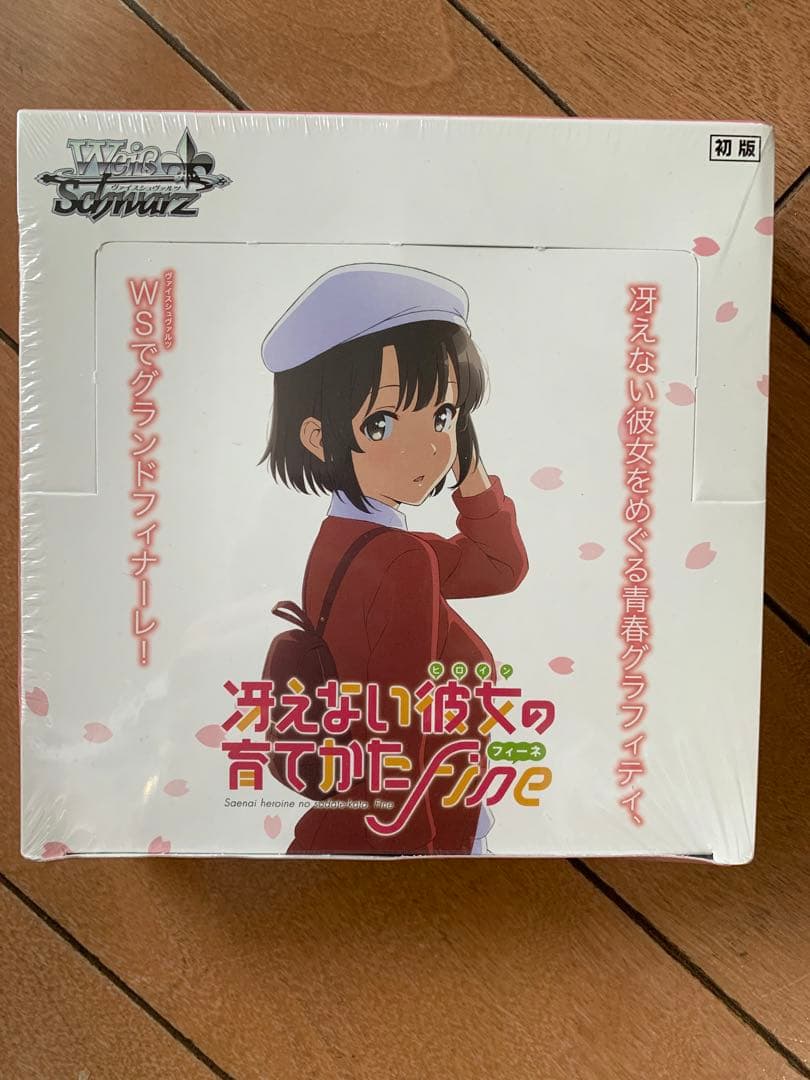 Weiß
ヴァイスシュヴァルツ
Schwarz
初版
冴えない彼女をめぐる青春グラフィティ、
ヴァイスシュヴァルツ
WSでグランドフィナーレ!
ヒロイン
冴えない彼女の
育てかた
フィーネ
Fine
Saenai heroine no sodate-kata. Fine